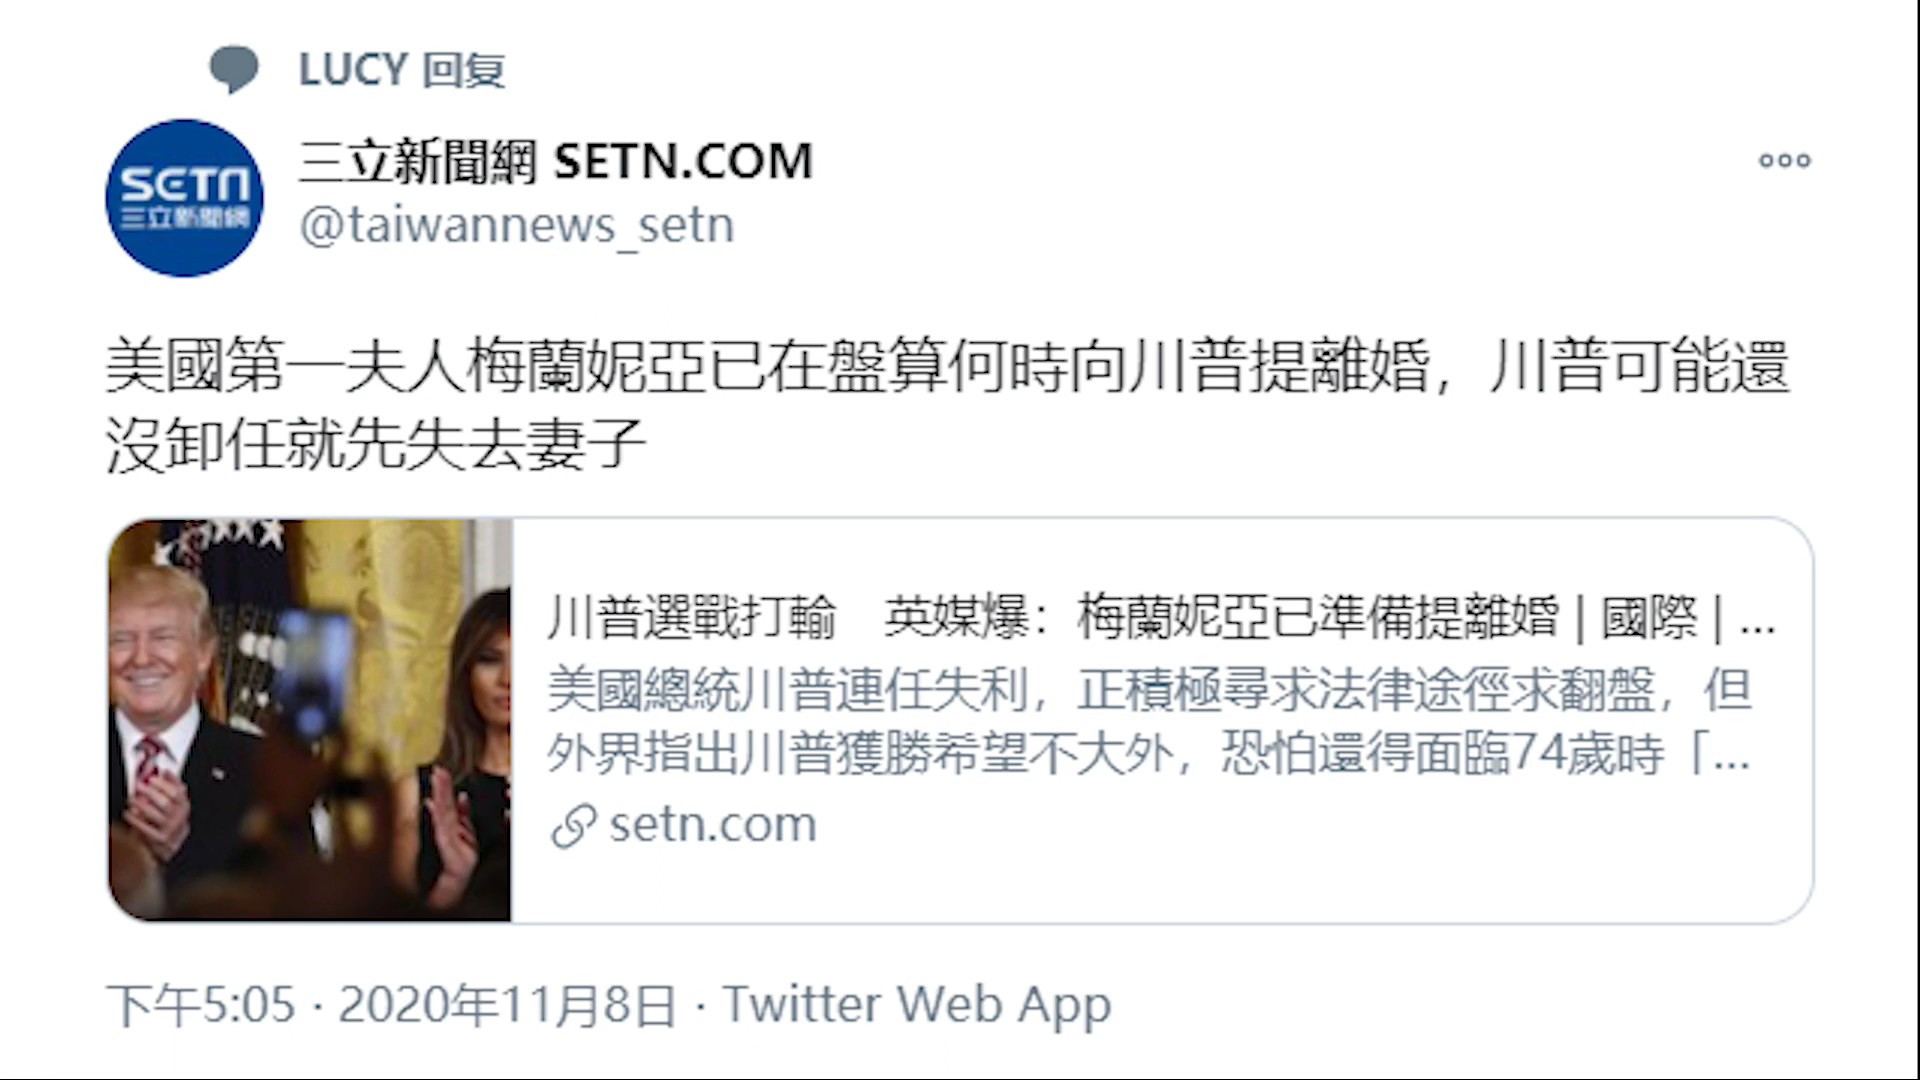 LUCY 回复
SETN
三立新聞網
三立新聞網 SETN.COM
@taiwannews_setn
美國第一夫人梅蘭妮亞已在盤算何時向川普提離婚，川普可能還
沒卸任就先失去妻子
川普選戰打輸　英媒爆：梅蘭妮亞已準備提離婚 | 國際 | ...
美國總統川普連任失利，正積極尋求法律途徑求翻盤，但
外界指出川普獲勝希望不大外，恐怕還得面臨74歲時「...
setn.com
下午5:05 · 2020年11月8日 · Twitter Web App